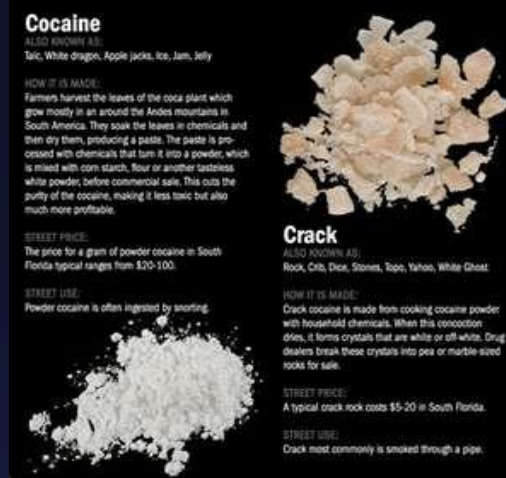 Cocaine
ALSO KNOWN AS:
Talc, White dragon, Apple jacks, Ice, Jam, Jelly
HOW IT IS MADE:
Farmers harvest the leaves of the coca plant which
grow mostly in an around the Andes mountains in
South America. They soak the leaves in chemicals and
then dry them, producing a paste. The paste is pro-
cessed with chemicals that turn it into a powder, which
is mixed with corn starch, flour or another tasteless
white powder, before commercial sale. This cuts the
purity of the cocaine, making it less toxic but also
much more profitable.
STREET PRICE:
The price for a gram of powder cocaine in South
Florida typical ranges from $20-100.
STREET USE:
Powder cocaine is often ingested by snorting.
Crack
ALSO KNOWN AS:
Rock, Crib, Dice, Stones, Topo, Yahoo, White Ghost
HOW IT IS MADE:
Crack cocaine is made from cooking cocaine powder
with household chemicals. When this concoction
dries, it forms crystals that are white or off-white. Drug
dealers break these crystals into pea or marble-sized
rocks for sale.
STREET PRICE:
A typical crack rock costs $5-20 in South Florida.
STREET USE:
Crack most commonly is smoked through a pipe.